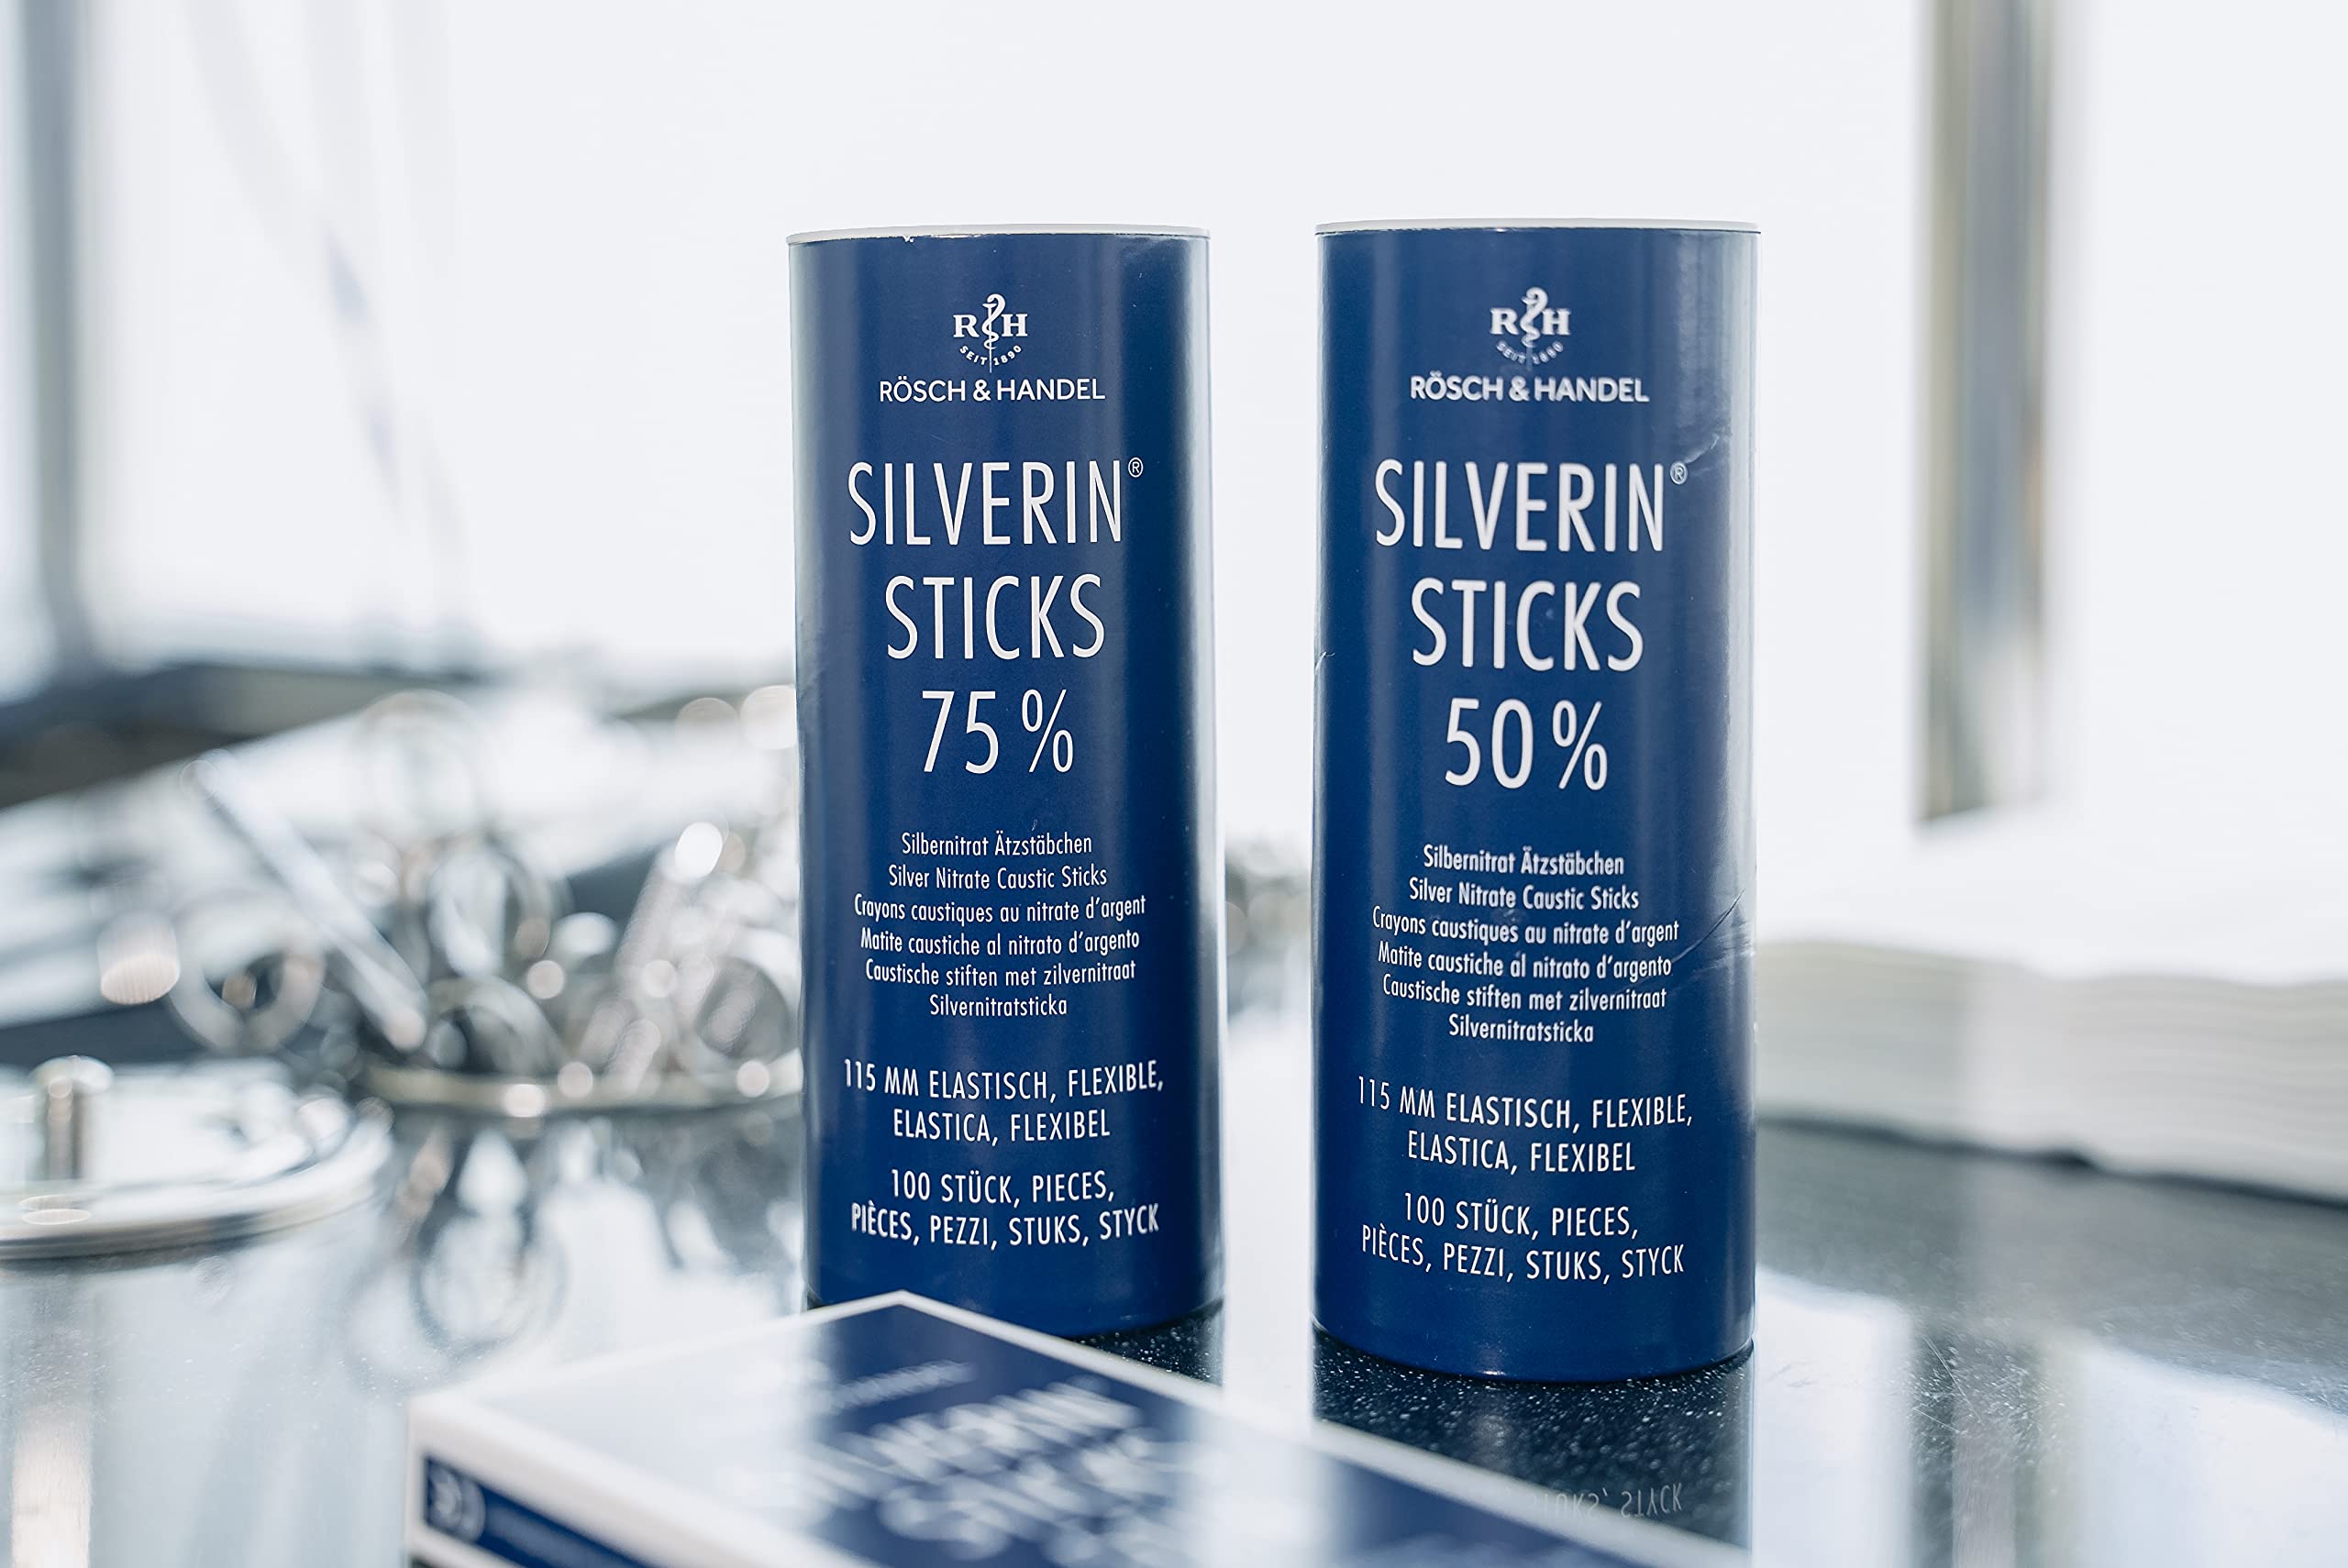 R H
SEIT 1890
RÖSCH & HANDEL
SILVERIN®
STICKS
75 %
Silbernitrat Ätzstäbchen
Silver Nitrate Caustic Sticks
Crayons caustiques au nitrate d'argent
Matite caustiche al nitrato d'argento
Caustische stiften met zilvernitraat
Silvernitratsticka
115 MM ELASTISCH, FLEXIBLE,
ELASTICA, FLEXIBEL
100 STÜCK, PIECES,
PIÈCES, PEZZI, STUKS, STYCK
R H
SEIT 1890
RÖSCH & HANDEL
SILVERIN®
STICKS
50 %
Silbernitrat Ätzstäbchen
Silver Nitrate Caustic Sticks
Crayons caustiques au nitrate d'argent
Matite caustiche al nitrato d'argento
Caustische stiften met zilvernitraat
Silvernitratsticka
115 MM ELASTISCH, FLEXIBLE,
ELASTICA, FLEXIBEL
100 STÜCK, PIECES,
PIÈCES, PEZZI, STUKS, STYCK